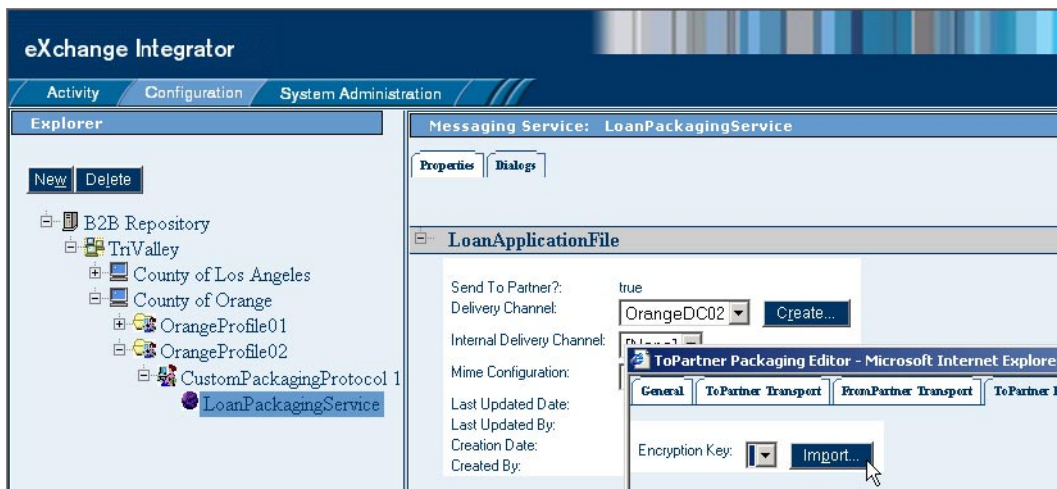 eXchange Integrator
Activity Configuration System Administration
Explorer
New Delete
B2B Repository
TriValley
County of Los Angeles
County of Orange
OrangeProfile01
OrangeProfile02
CustomPackagingProtocol 1
LoanPackagingService
Messaging Service: LoanPackagingService
Properties Dialogs
LoanApplicationFile
Send To Partner?: true
Delivery Channel: OrangeDC02 Create...
Internal Delivery Channel:
Mime Configuration:
Last Updated Date:
Last Updated By:
Creation Date:
Created By:
ToPartner Packaging Editor - Microsoft Internet Explore
General ToPartner Transport FromPartner Transport ToPartner
Encryption Key: Import...